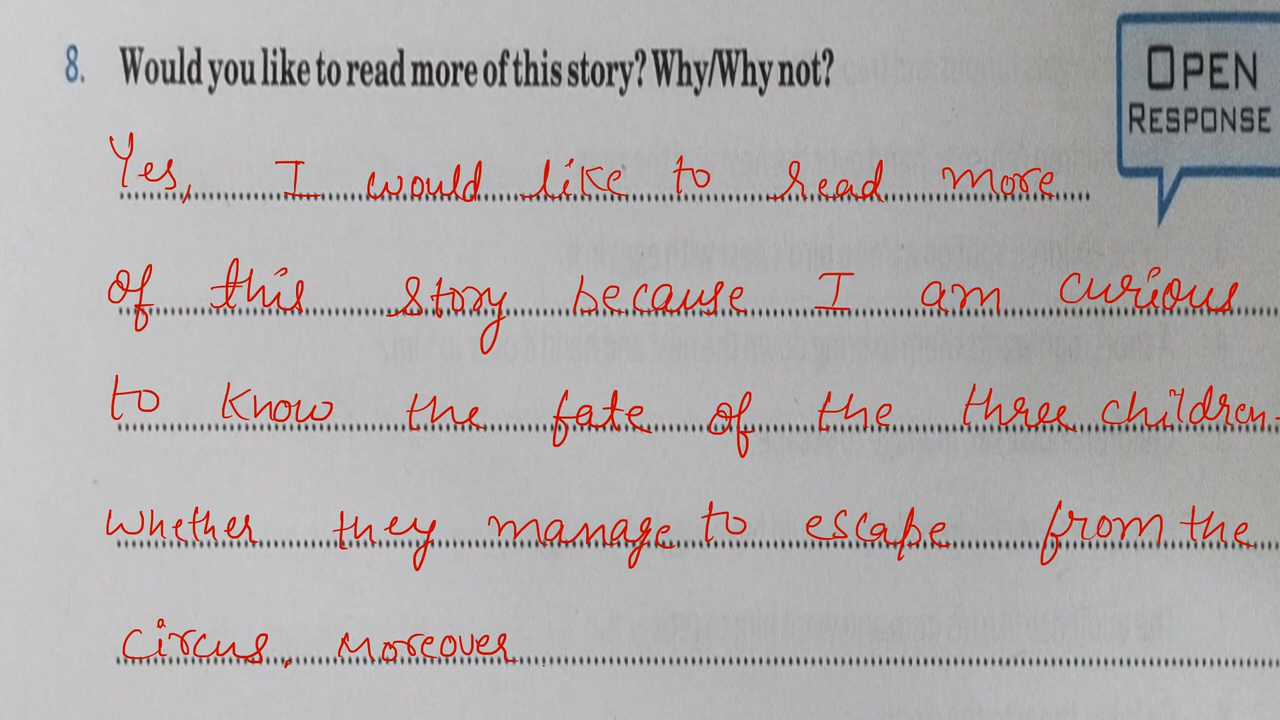 8. Would you like to read more of this story? Why/Why not?
OPEN
RESPONSE
Yes, I would like to read more
of this story because I am curious
to know the fate of the three children.
whether they manage to escape from the
circus. Moreover